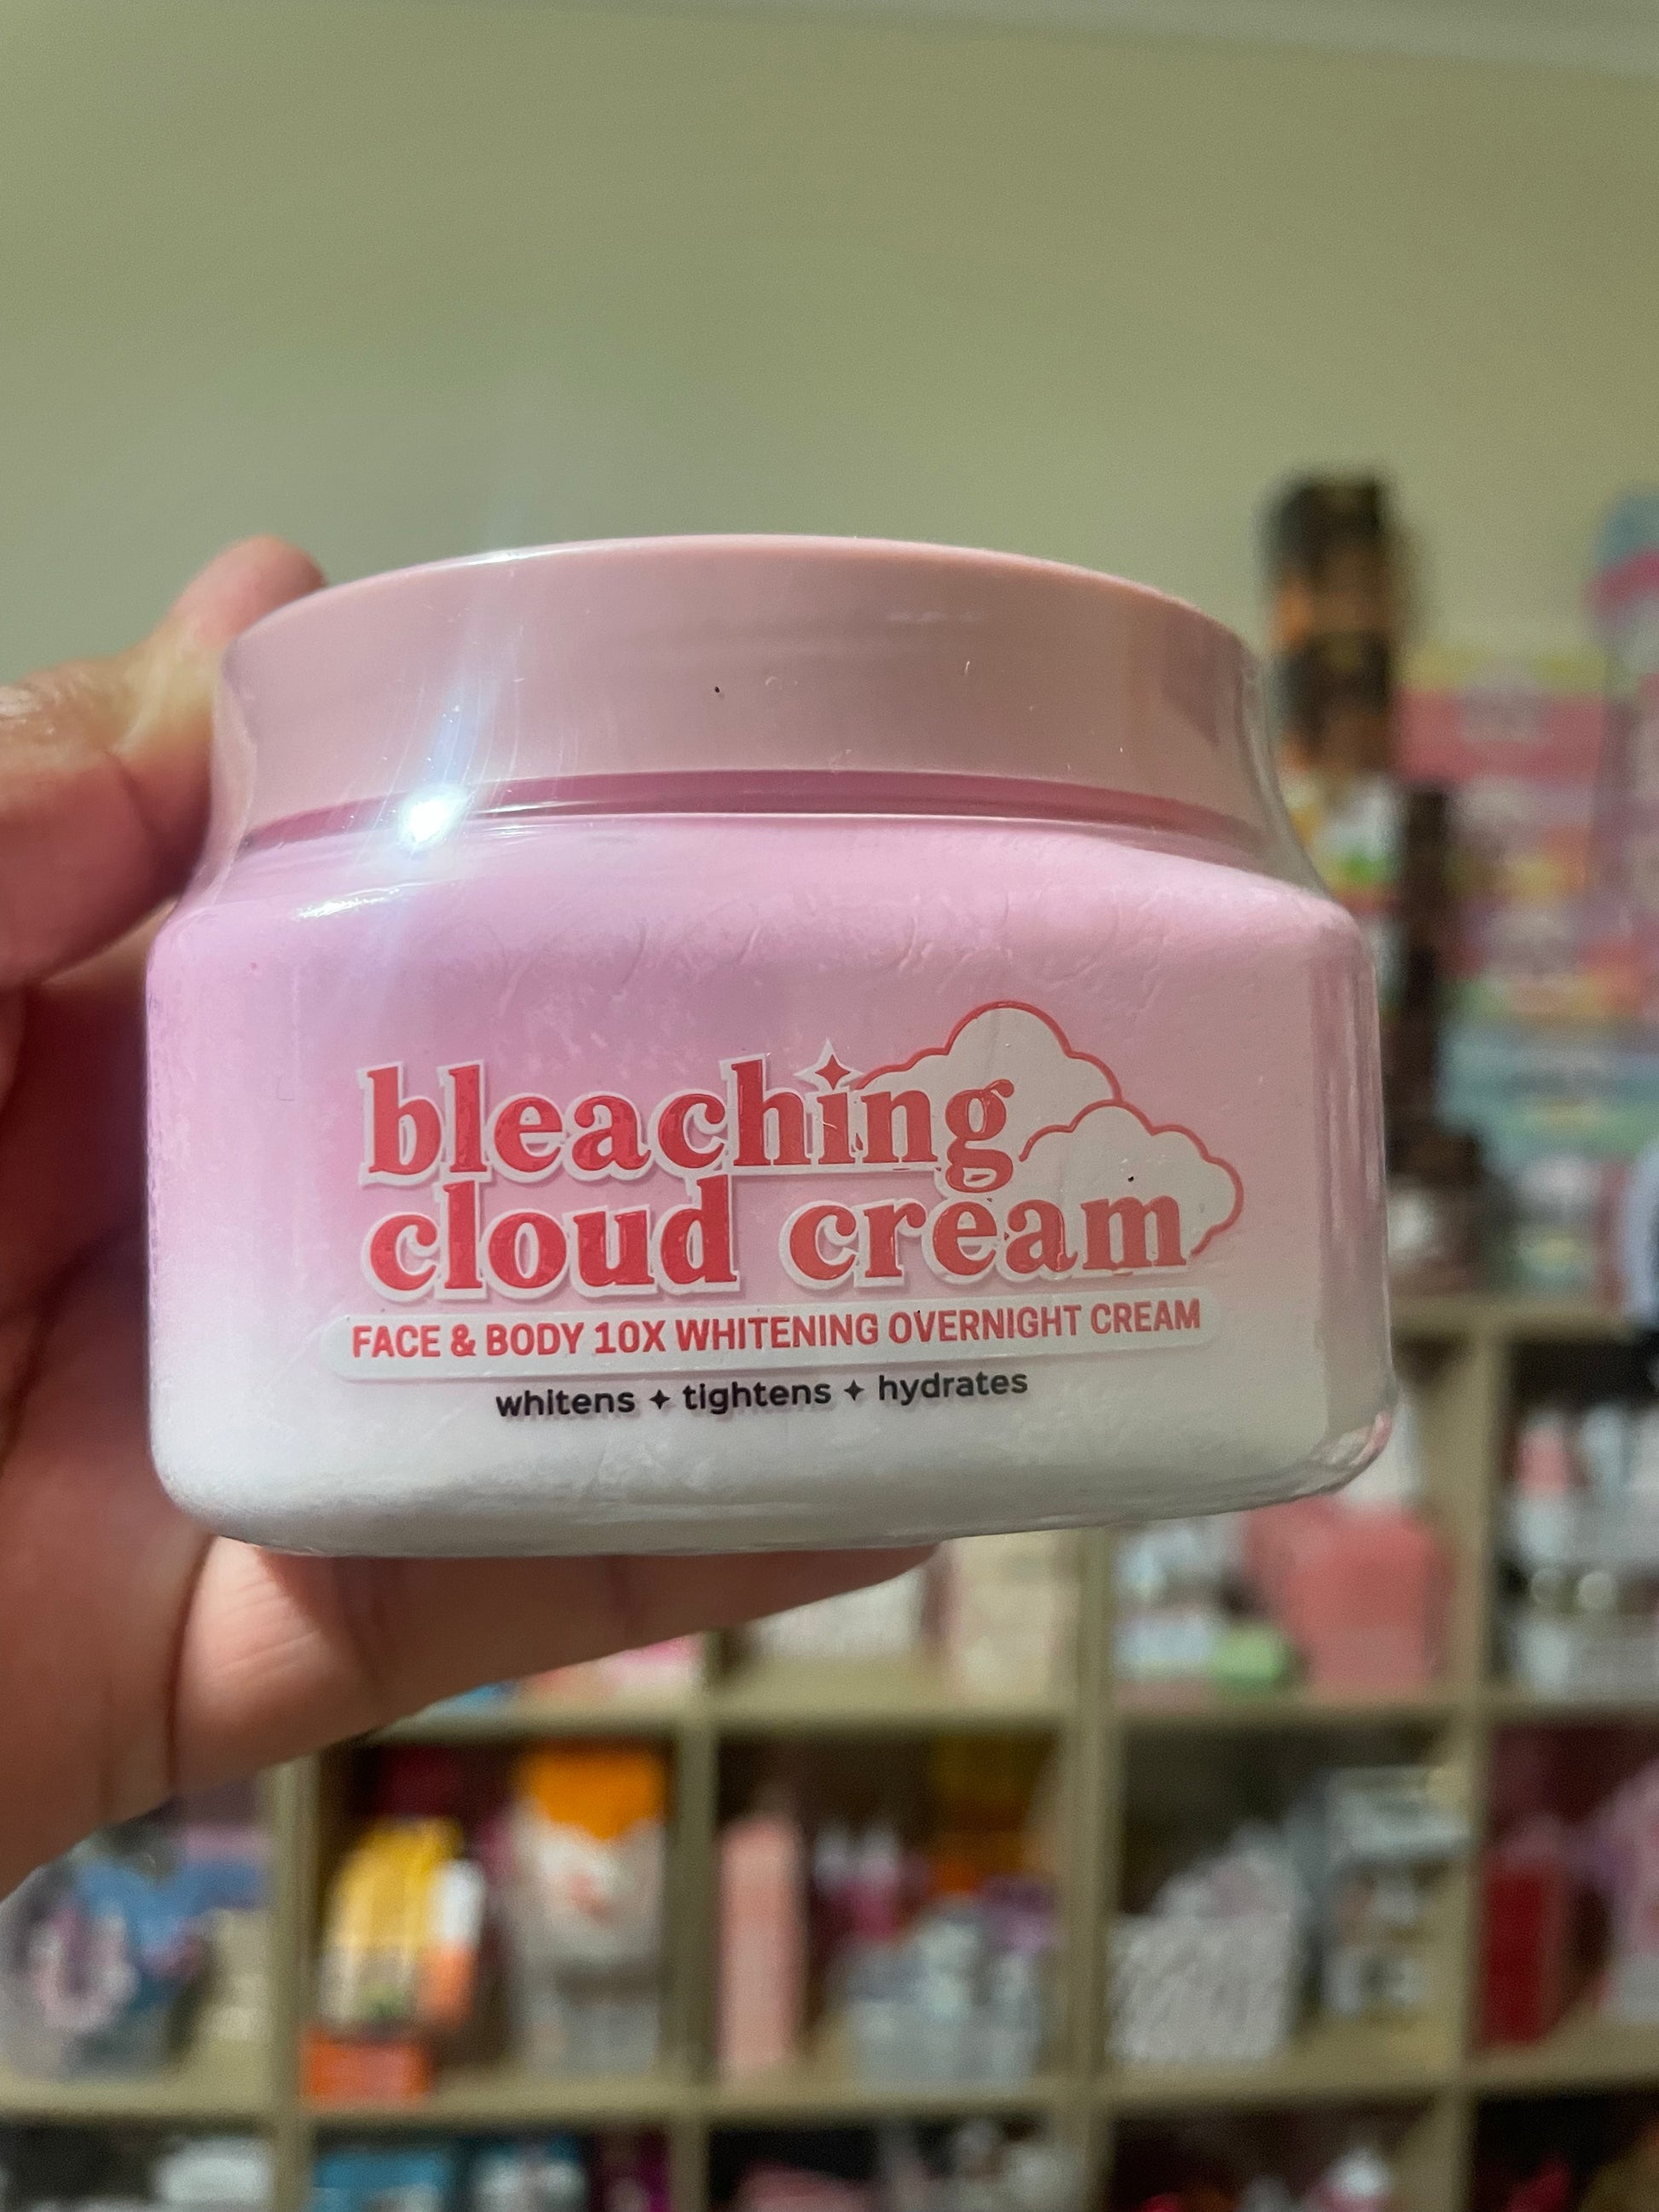 bleaching
cloud cream
FACE & BODY 10X WHITENING OVERNIGHT CREAM
whitens ✦ tightens ✦ hydrates